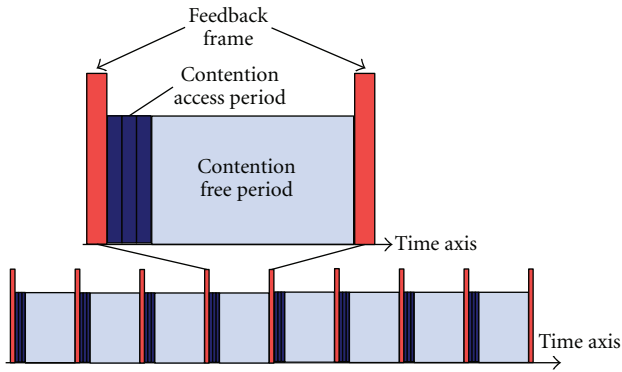 Feedback
frame
Contention
access period
Contention
free period
Time axis
Time axis